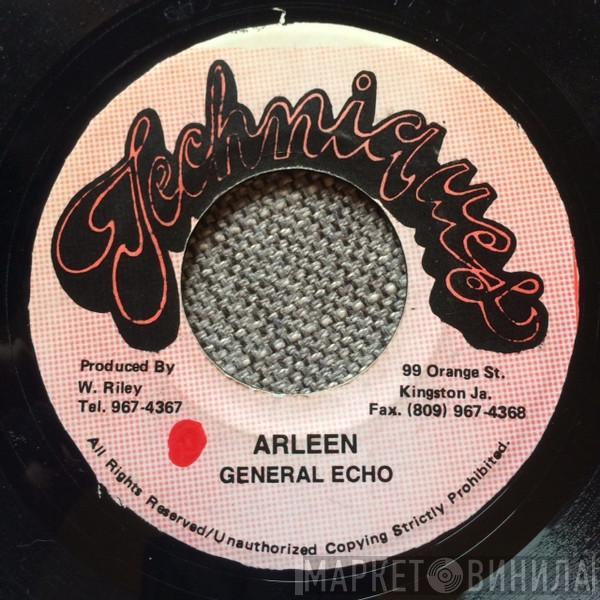 Techniques
Produced By
W. Riley
Tel. 967-4367
99 Orange St.
Kingston Ja.
Fax. (809) 967-4368
ARLEEN
GENERAL ECHO
All Rights Reserved/Unauthorized Copying Strictly Prohibited.
МАРКЕТ ВИНИЛА